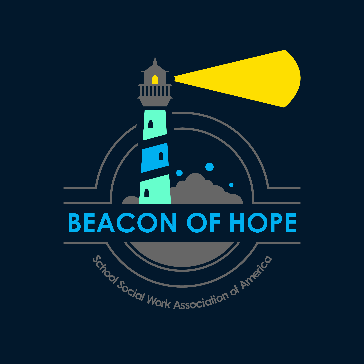 BEACON OF HOPE
School Social Work Association of America